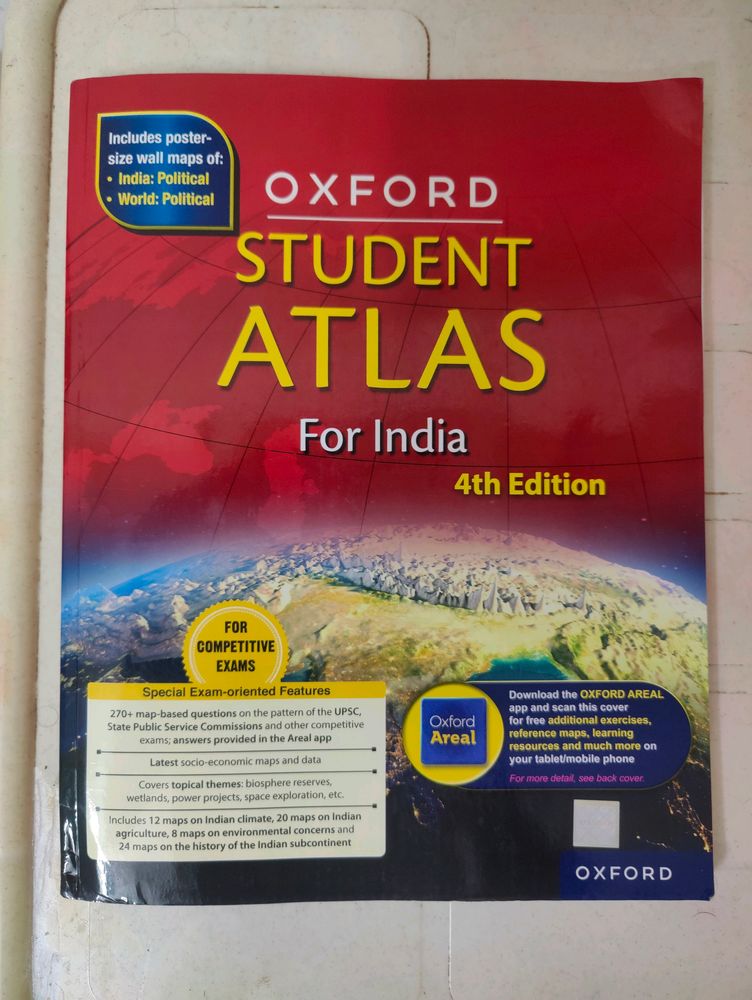 Includes poster-
size wall maps of:
• India: Political
• World: Political
OXFORD
STUDENT
ATLAS
For India
4th Edition
FOR
COMPETITIVE
EXAMS
Special Exam-oriented Features
270+ map-based questions on the pattern of the UPSC,
State Public Service Commissions and other competitive
exams; answers provided in the Areal app
Latest socio-economic maps and data
Covers topical themes: biosphere reserves,
wetlands, power projects, space exploration, etc.
Includes 12 maps on Indian climate, 20 maps on Indian
agriculture, 8 maps on environmental concerns and
24 maps on the history of the Indian subcontinent
Oxford
Areal
Download the OXFORD AREAL
app and scan this cover
for free additional exercises,
reference maps, learning
resources and much more on
your tablet/mobile phone
For more detail, see back cover.
OXFORD